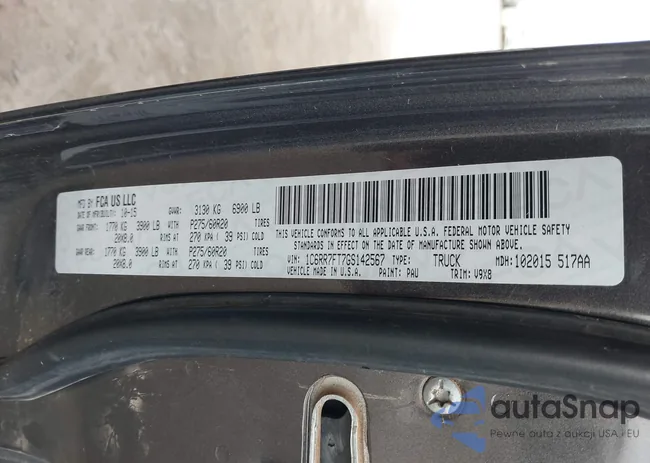 MFD BY FCA US LLC
DATE OF MFR(BUILT): 10-15 GVWR: 3130 KG 6900 LB
GAWR FRONT: 1770 KG 3900 LB P275/60R20 TIRES
20X8.0 RIMS AT 270 KPA ( 39 PSI) COLD
GAWR REAR: 1770 KG 3900 LB P275/60R20 TIRES
20X8.0 RIMS AT 270 KPA ( 39 PSI) COLD
THIS VEHICLE CONFORMS TO ALL APPLICABLE U.S.A. FEDERAL MOTOR VEHICLE SAFETY
STANDARDS IN EFFECT ON THE DATE OF MANUFACTURE SHOWN ABOVE.
VIN: 1C6RR7FT7GS142567 TYPE: TRUCK MDH: 102015 517AA
VEHICLE MADE IN: PAINT: PAU TRIM: V9X8
autaSnap
Pewne auta z aukcji USA i EU